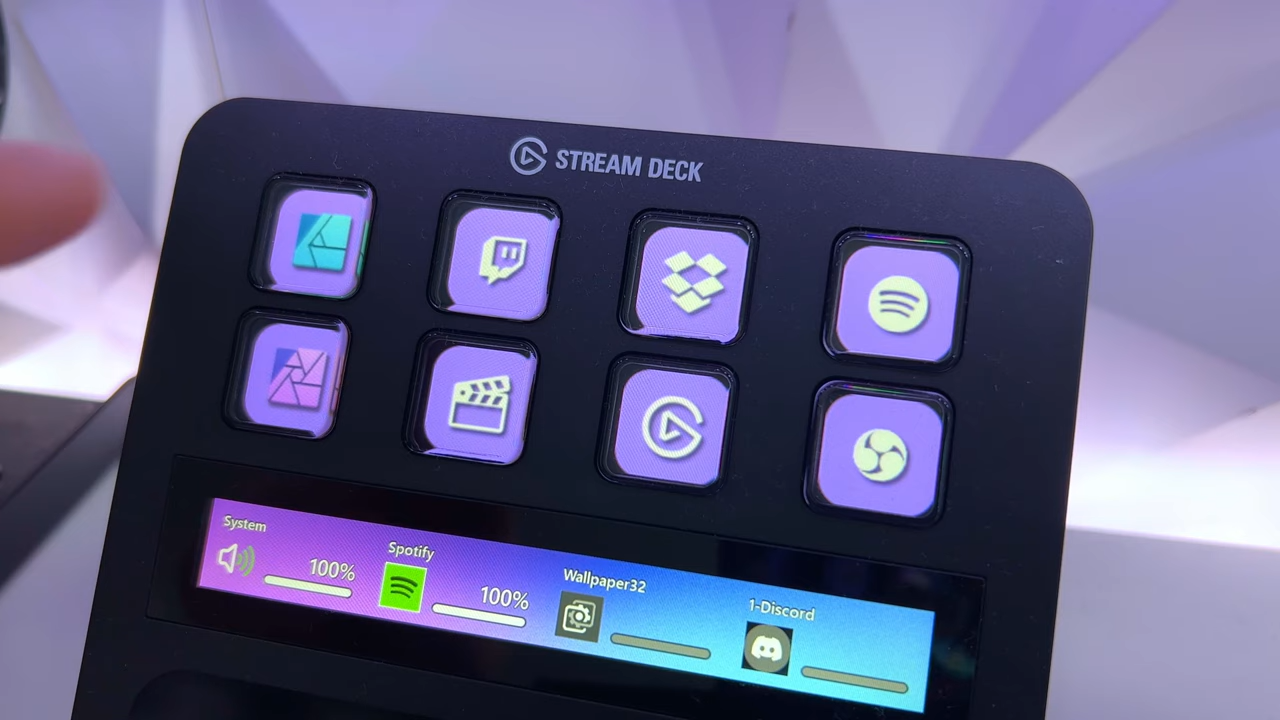 STREAM DECK
System
100%
Spotify
100%
Wallpaper32
1-Discord